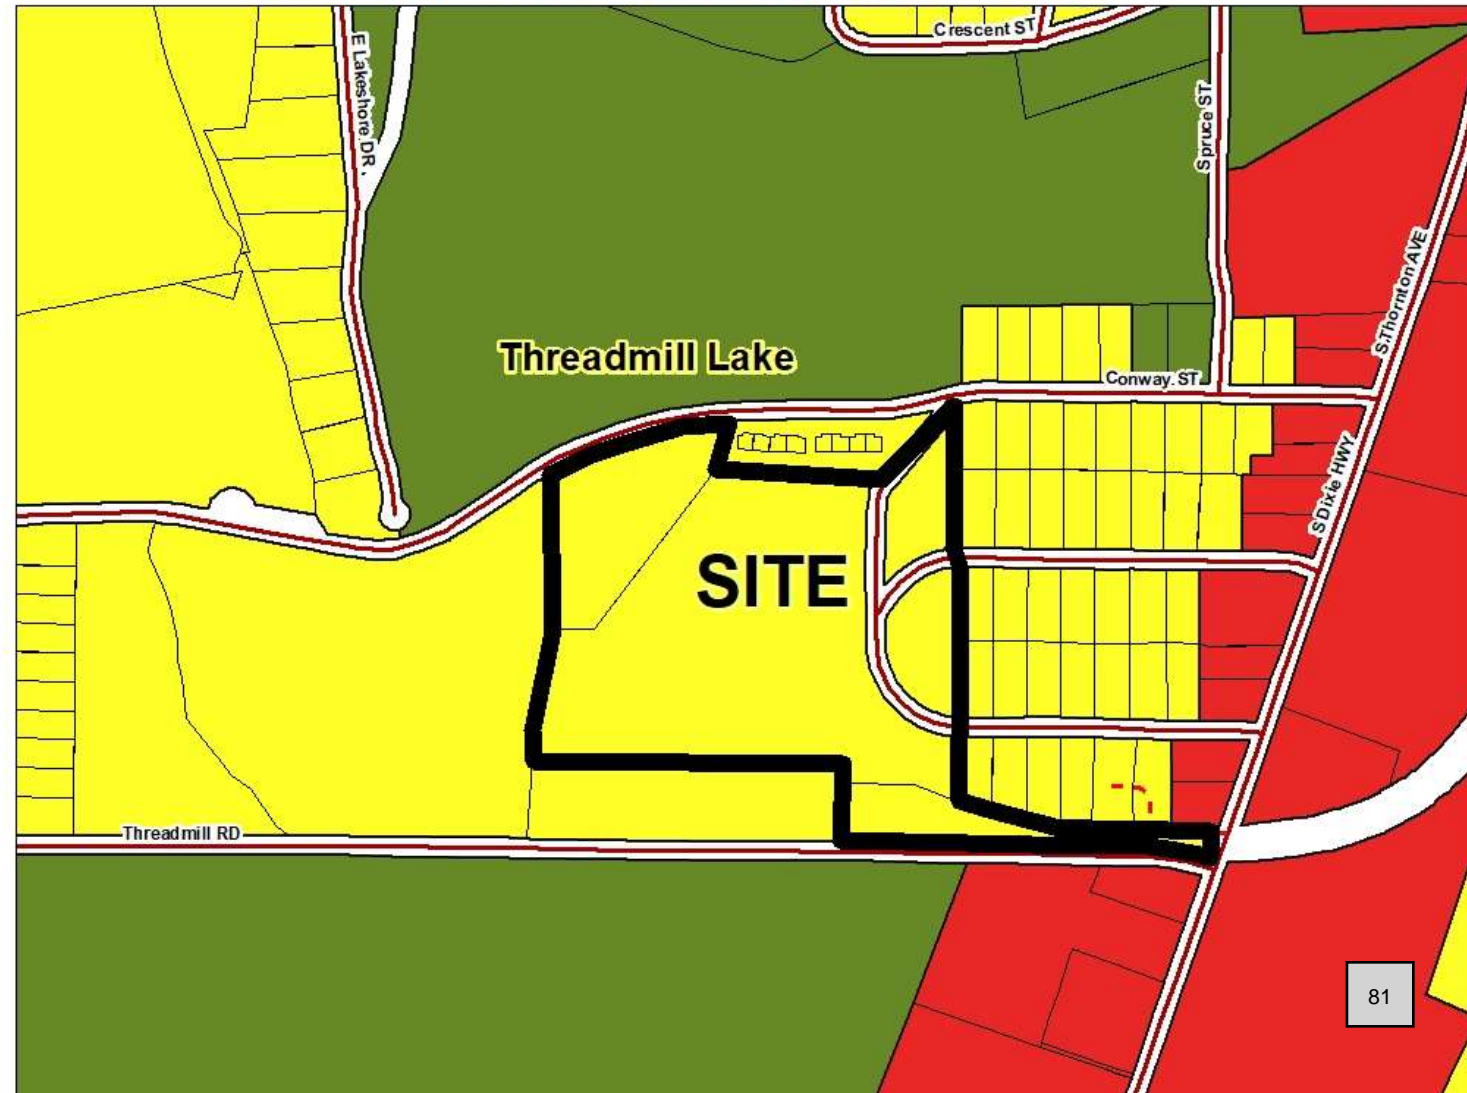 Crescent ST
E Lakeshore DR.
Spruce ST
S Thornton AVE
Threadmill Lake
Conway. ST
S Dixie HWY
SITE
Threadmill RD
81